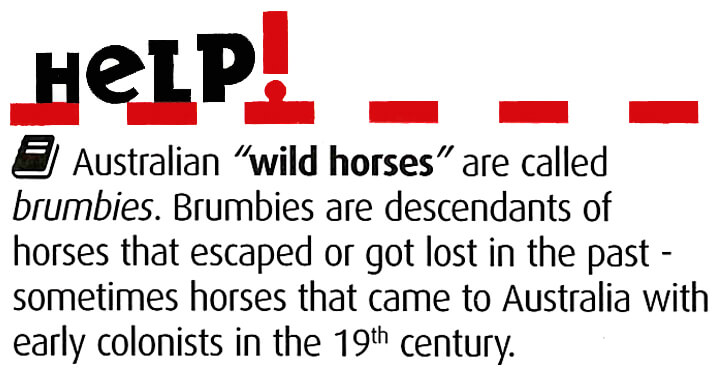 HeLP!
Australian "wild horses" are called
brumbies. Brumbies are descendants of
horses that escaped or got lost in the past -
sometimes horses that came to Australia with
early colonists in the 19th century.